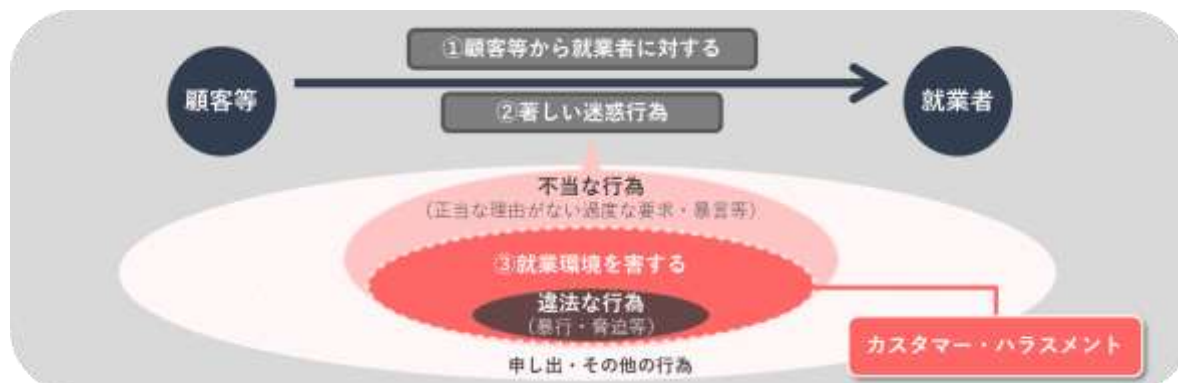 ①顧客等から就業者に対する
顧客等
就業者
②著しい迷惑行為
不当な行為
（正当な理由がない過度な要求・暴言等）
③就業環境を害する
違法な行為
（暴行・脅迫等）
カスタマー・ハラスメント
申し出・その他の行為